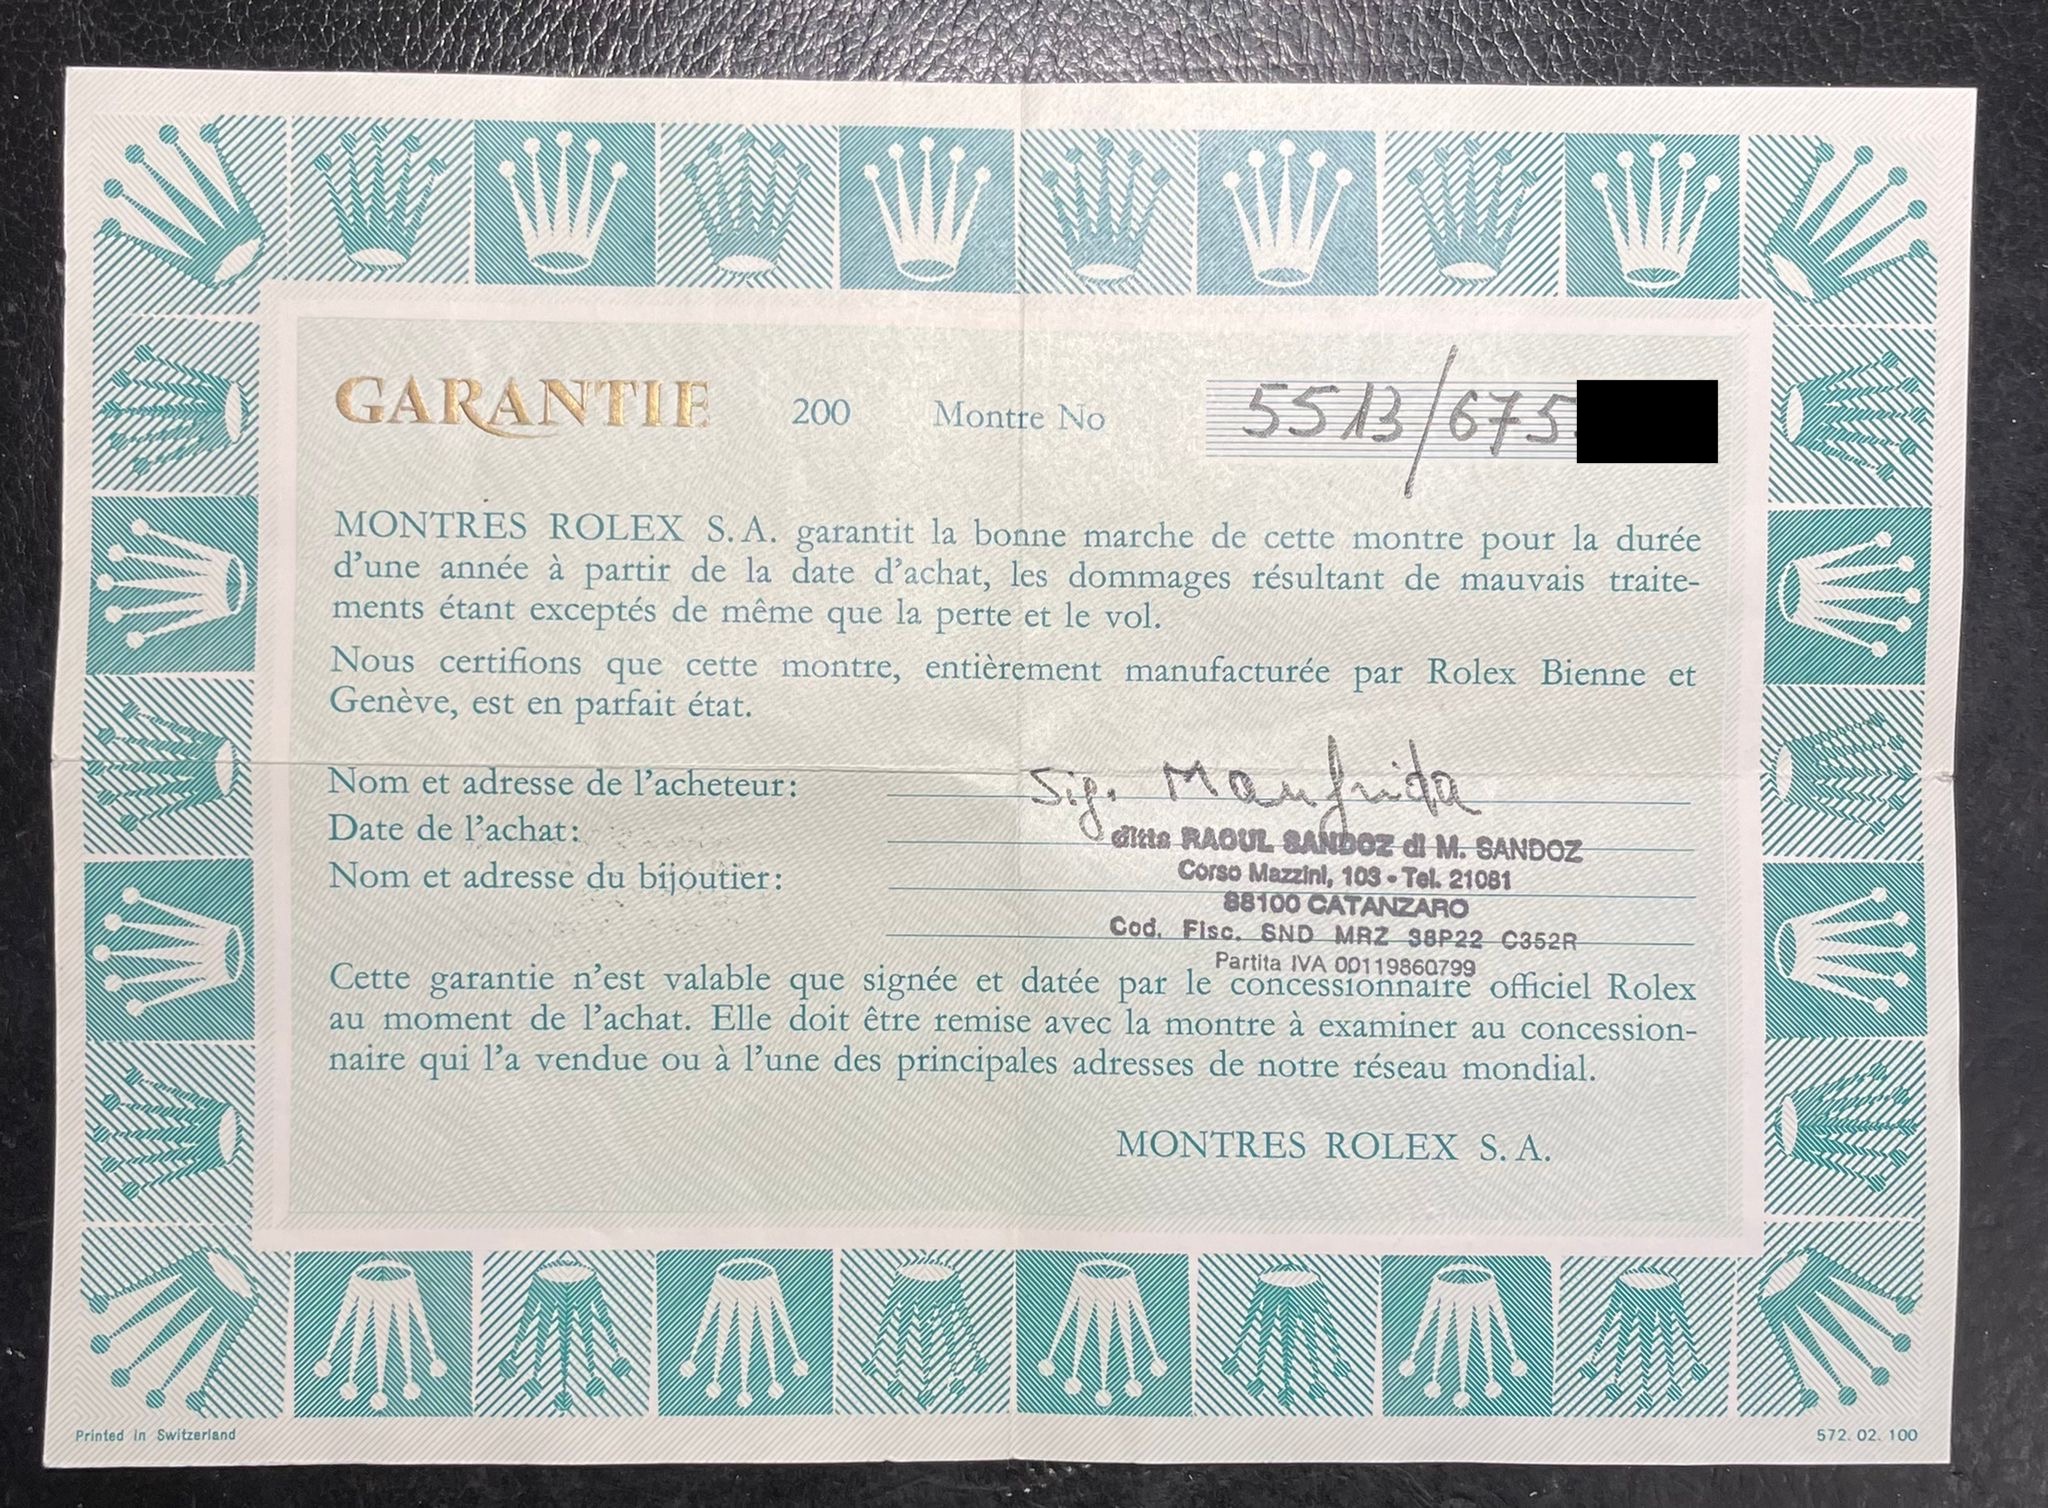 GARANTIE 200 Montre No 5513/675
MONTRES ROLEX S.A. garantit la bonne marche de cette montre pour la durée
d'une année à partir de la date d'achat, les dommages résultant de mauvais traite-
ments étant exceptés de même que la perte et le vol.
Nous certifions que cette montre, entièrement manufacturée par Rolex Bienne et
Genève, est en parfait état.
Nom et adresse de l'acheteur: Sig. Manfrida
Date de l'achat:
ditta RAOUL SANDOZ di M. SANDOZ
Nom et adresse du bijoutier:
Corso Mazzini, 103 - Tel. 21081
88100 CATANZARO
Cod. Fisc. SND MRZ 38P22 C352R
Partita IVA 00119860799
Cette garantie n'est valable que signée et datée par le concessionnaire officiel Rolex
au moment de l'achat. Elle doit être remise avec la montre à examiner au concession-
naire qui l'a vendue ou à l'une des principales adresses de notre réseau mondial.
MONTRES ROLEX S.A.
Printed in Switzerland
572.02.100